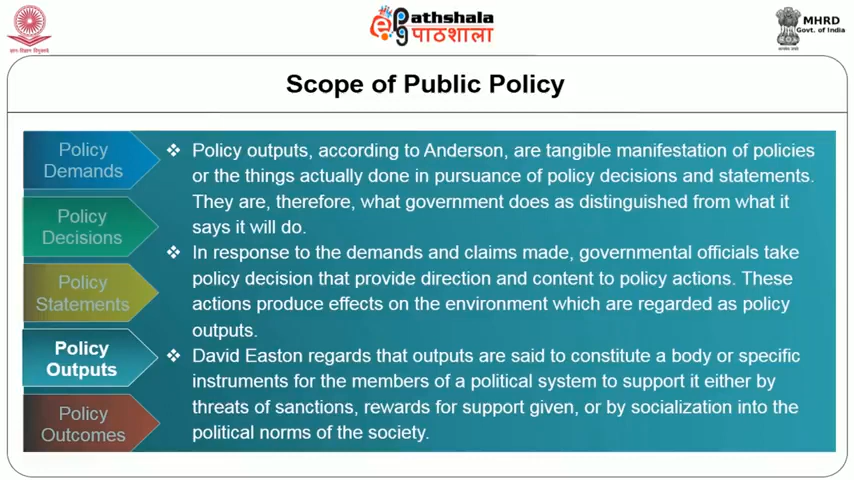 ePathshala
पाठशाला
MHRD
Govt. of India
Scope of Public Policy
Policy
Demands
Policy
Decisions
Policy
Statements
Policy
Outputs
Policy
Outcomes
❖ Policy outputs, according to Anderson, are tangible manifestation of policies
or the things actually done in pursuance of policy decisions and statements.
They are, therefore, what government does as distinguished from what it
says it will do.
❖ In response to the demands and claims made, governmental officials take
policy decision that provide direction and content to policy actions. These
actions produce effects on the environment which are regarded as policy
outputs.
❖ David Easton regards that outputs are said to constitute a body or specific
instruments for the members of a political system to support it either by
threats of sanctions, rewards for support given, or by socialization into the
political norms of the society.